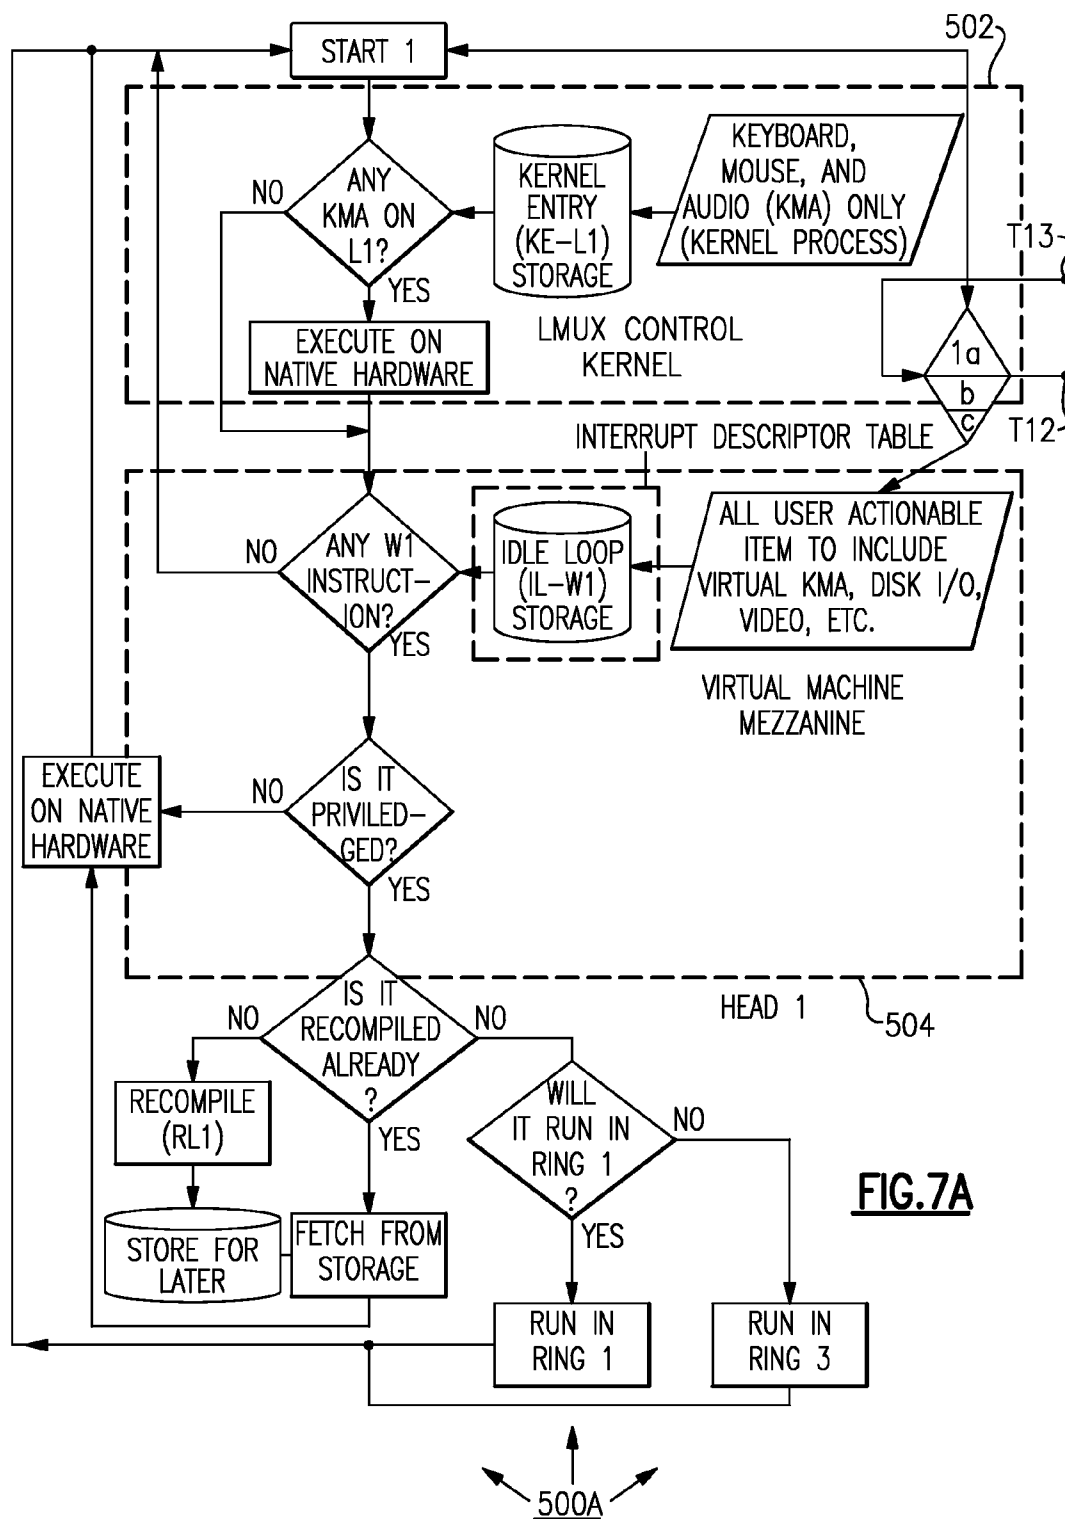 502
START 1
KEYBOARD,
MOUSE, AND
AUDIO (KMA) ONLY
(KERNEL PROCESS)
KERNEL
ENTRY
(KE-L1)
STORAGE
NO
ANY
KMA ON
L1?
YES
T13
EXECUTE ON
NATIVE HARDWARE
LMUX CONTROL
KERNEL
1a
b
c
T12
INTERRUPT DESCRIPTOR TABLE
NO
ANY W1
INSTRUCT-
ION?
YES
IDLE LOOP
(IL-W1)
STORAGE
ALL USER ACTIONABLE
ITEM TO INCLUDE
VIRTUAL KMA, DISK I/O,
VIDEO, ETC.
VIRTUAL MACHINE
MEZZANINE
EXECUTE
ON NATIVE
HARDWARE
NO
IS IT
PRIVILED-
GED?
YES
HEAD 1
504
NO
IS IT
RECOMPILED
ALREADY
?
NO
YES
RECOMPILE
(RL1)
WILL
IT RUN IN
RING 1
?
NO
YES
FIG.7A
STORE FOR
LATER
FETCH FROM
STORAGE
RUN IN
RING 1
RUN IN
RING 3
500A